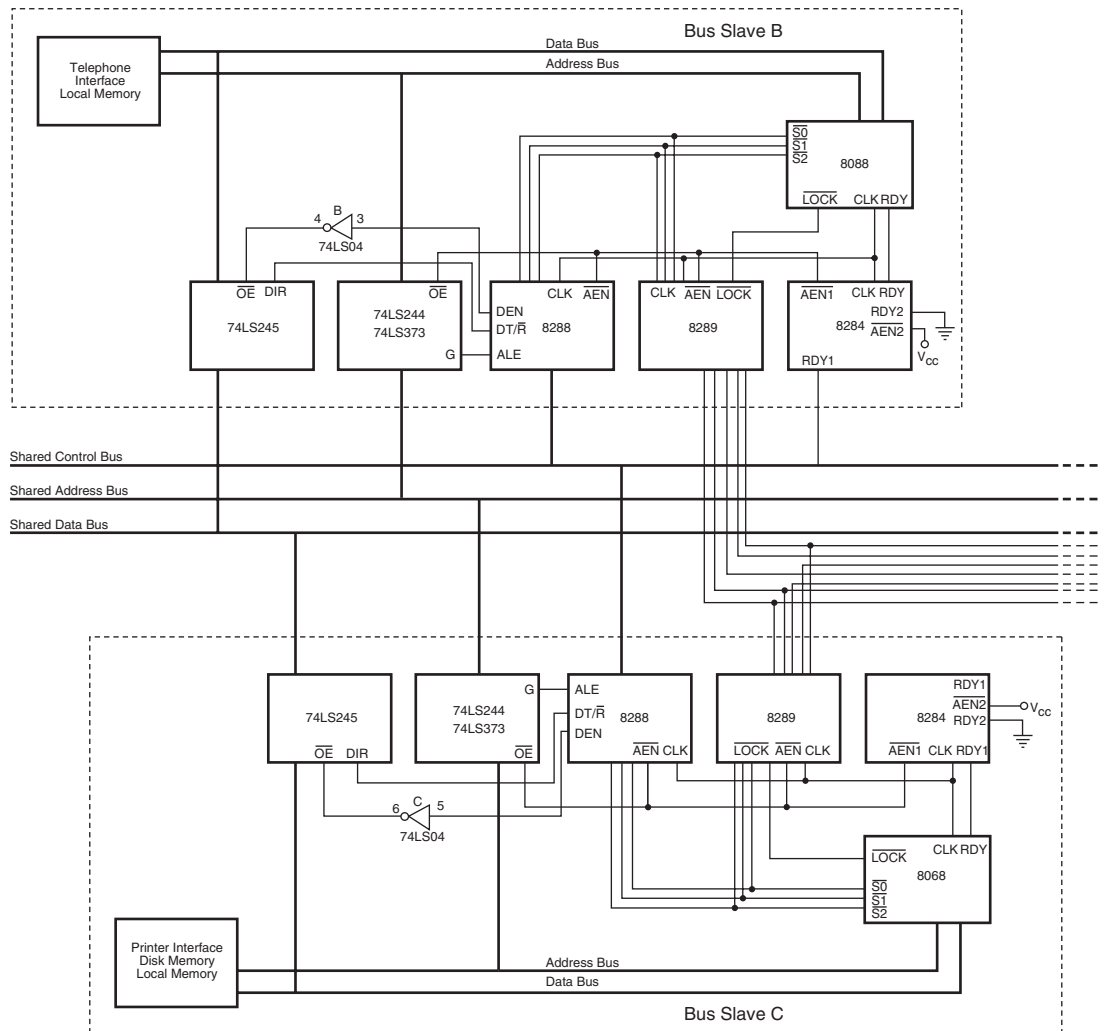 Bus Slave B
Data Bus
Address Bus
Telephone
Interface
Local Memory
S0
S1
S2
8088
LOCK CLK RDY
4 B 3
74LS04
OE DIR
74LS245
OE
74LS244
74LS373
G
CLK AEN
DEN
8288
DT/R
ALE
CLK AEN LOCK
8289
AEN1 CLK RDY
RDY2
8284
AEN2
RDY1
VCC
Shared Control Bus
Shared Address Bus
Shared Data Bus
74LS245
OE DIR
G
74LS244
74LS373
OE
ALE
DT/R
8288
DEN
AEN CLK
8289
LOCK AEN CLK
RDY1
AEN2
8284
RDY2
AEN1 CLK RDY1
VCC
6 C 5
74LS04
CLK RDY
LOCK
8068
S0
S1
S2
Printer Interface
Disk Memory
Local Memory
Address Bus
Data Bus
Bus Slave C